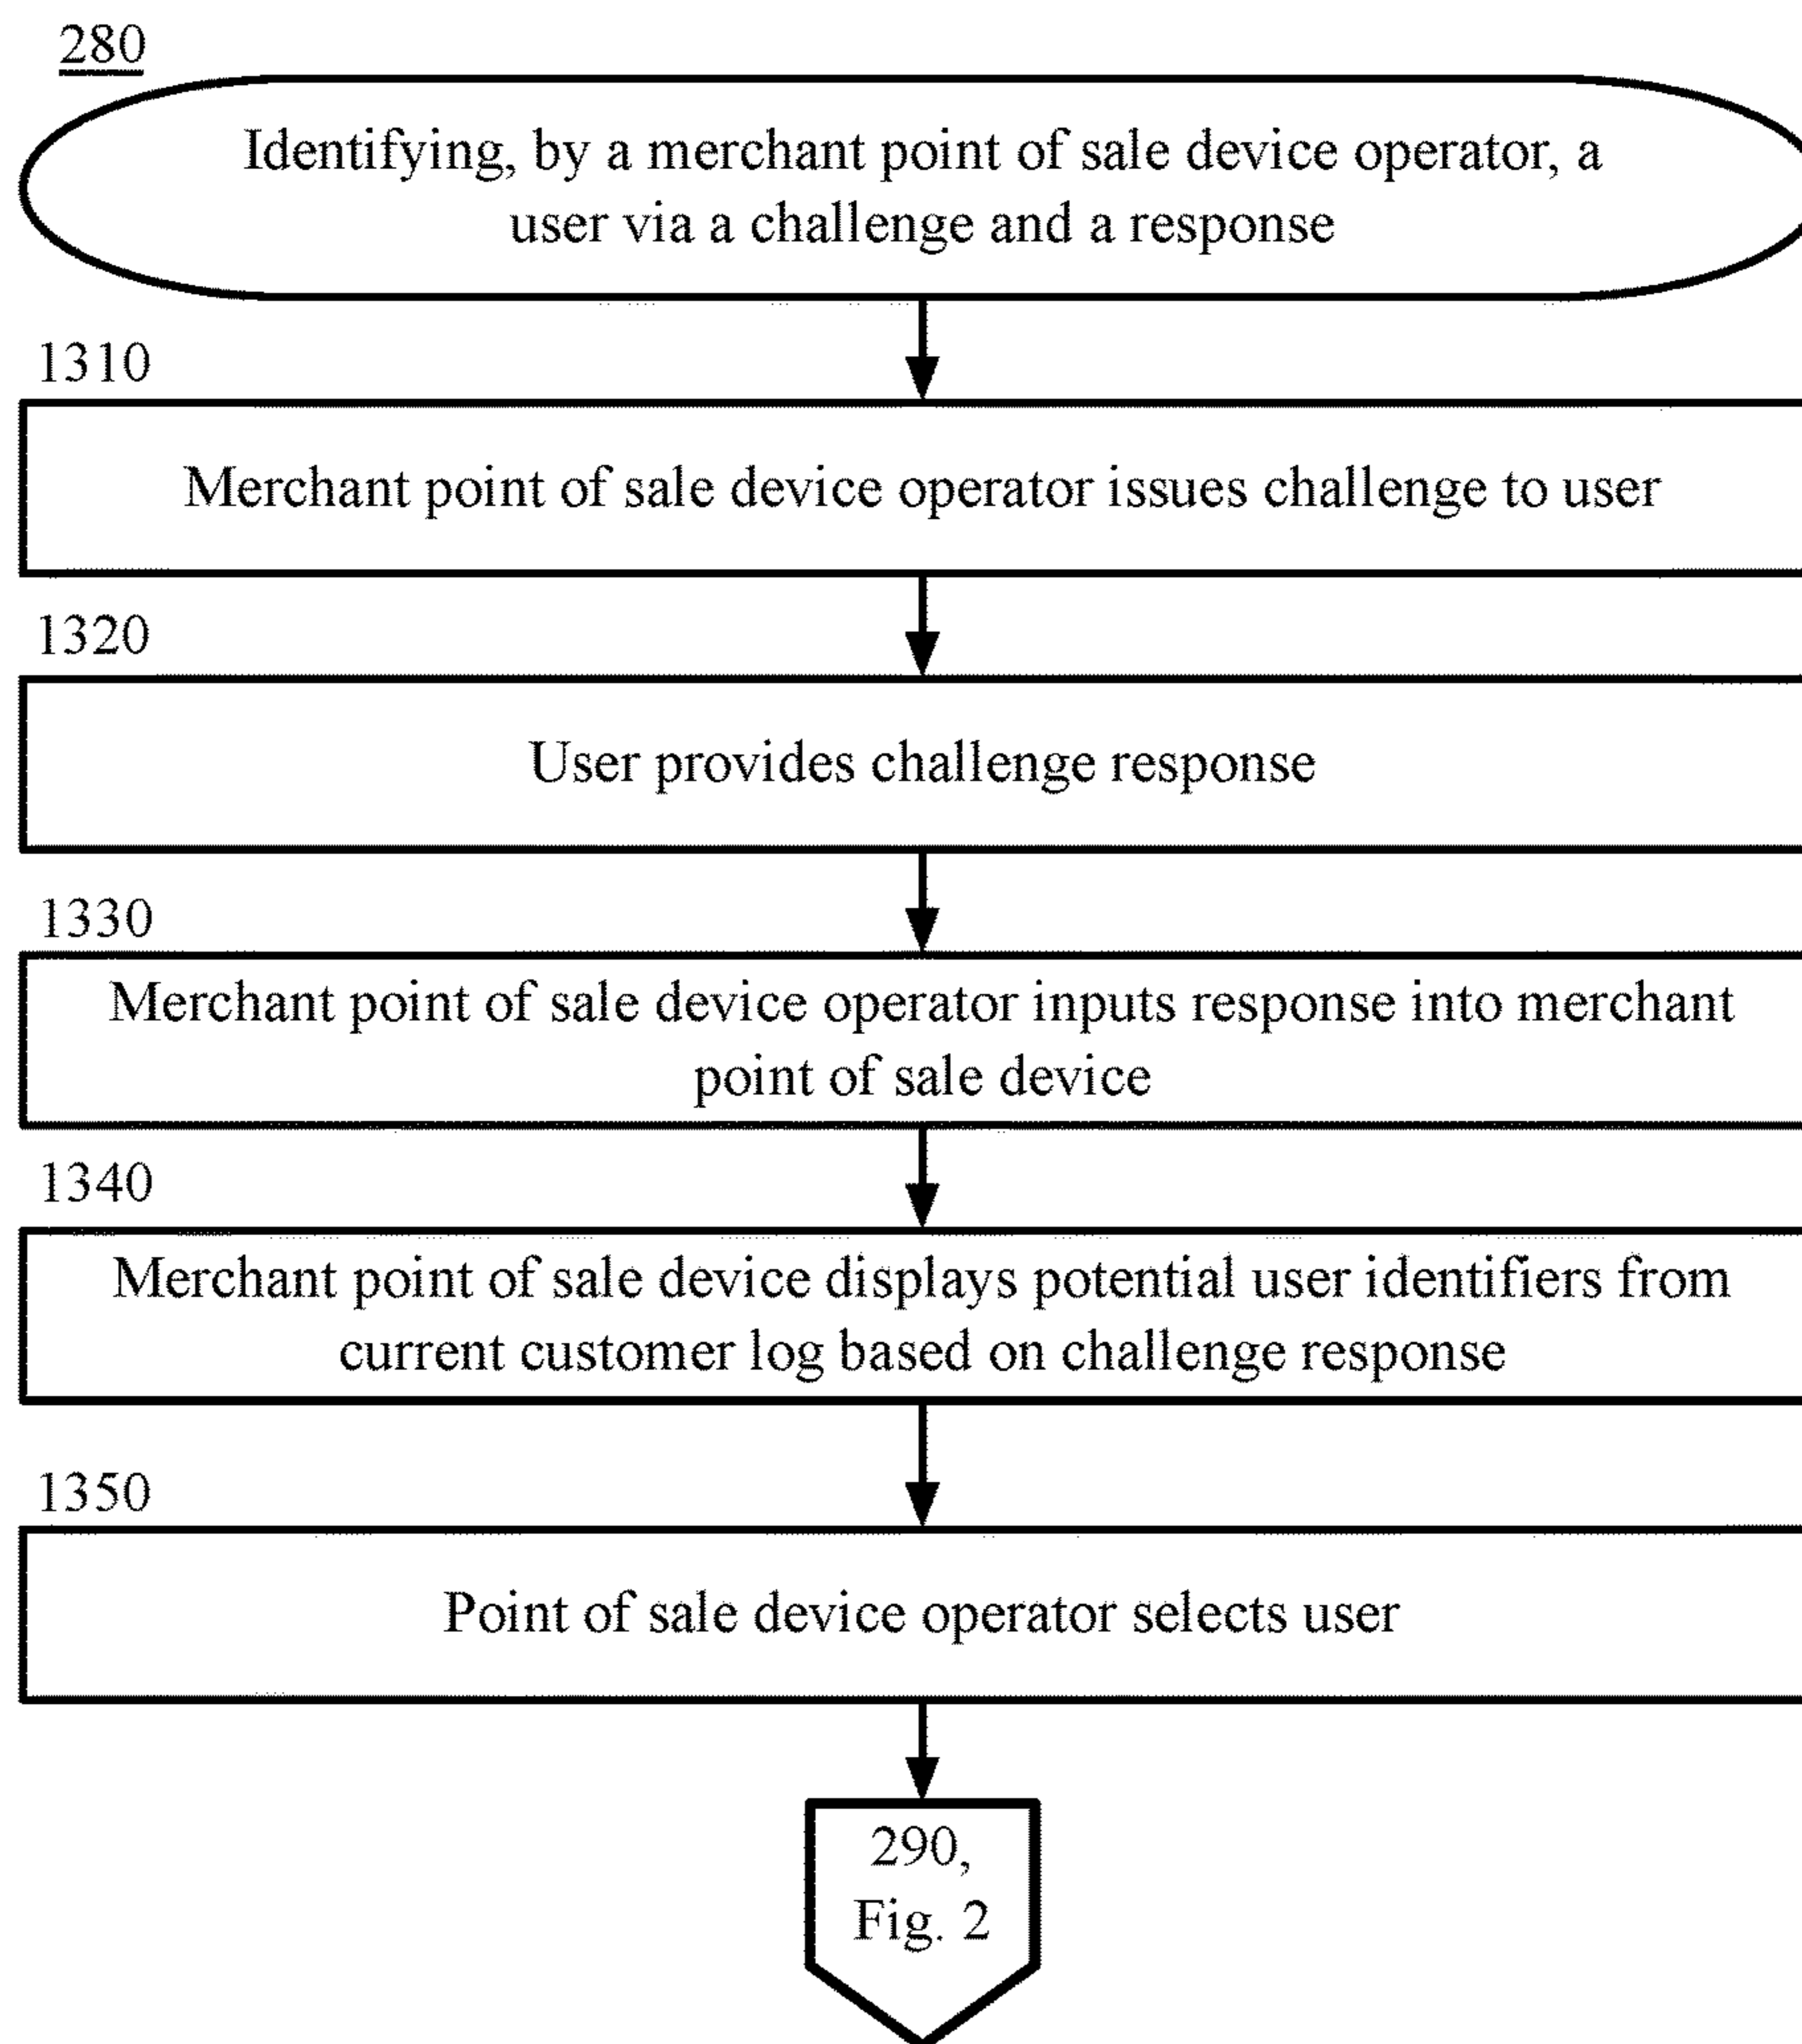 280
Identifying, by a merchant point of sale device operator, a
user via a challenge and a response
1310
Merchant point of sale device operator issues challenge to user
1320
User provides challenge response
1330
Merchant point of sale device operator inputs response into merchant
point of sale device
1340
Merchant point of sale device displays potential user identifiers from
current customer log based on challenge response
1350
Point of sale device operator selects user
290,
Fig. 2